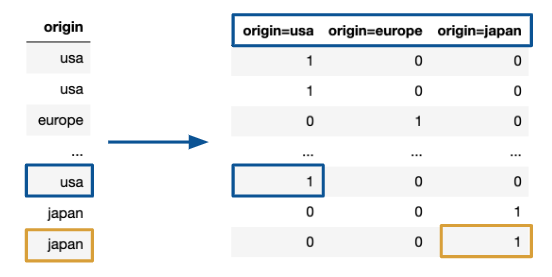 origin origin=usa origin=europe origin=japan
usa 1 0 0
usa 1 0 0
europe 0 1 0
... ... ... ...
usa 1 0 0
japan 0 0 1
japan 0 0 1